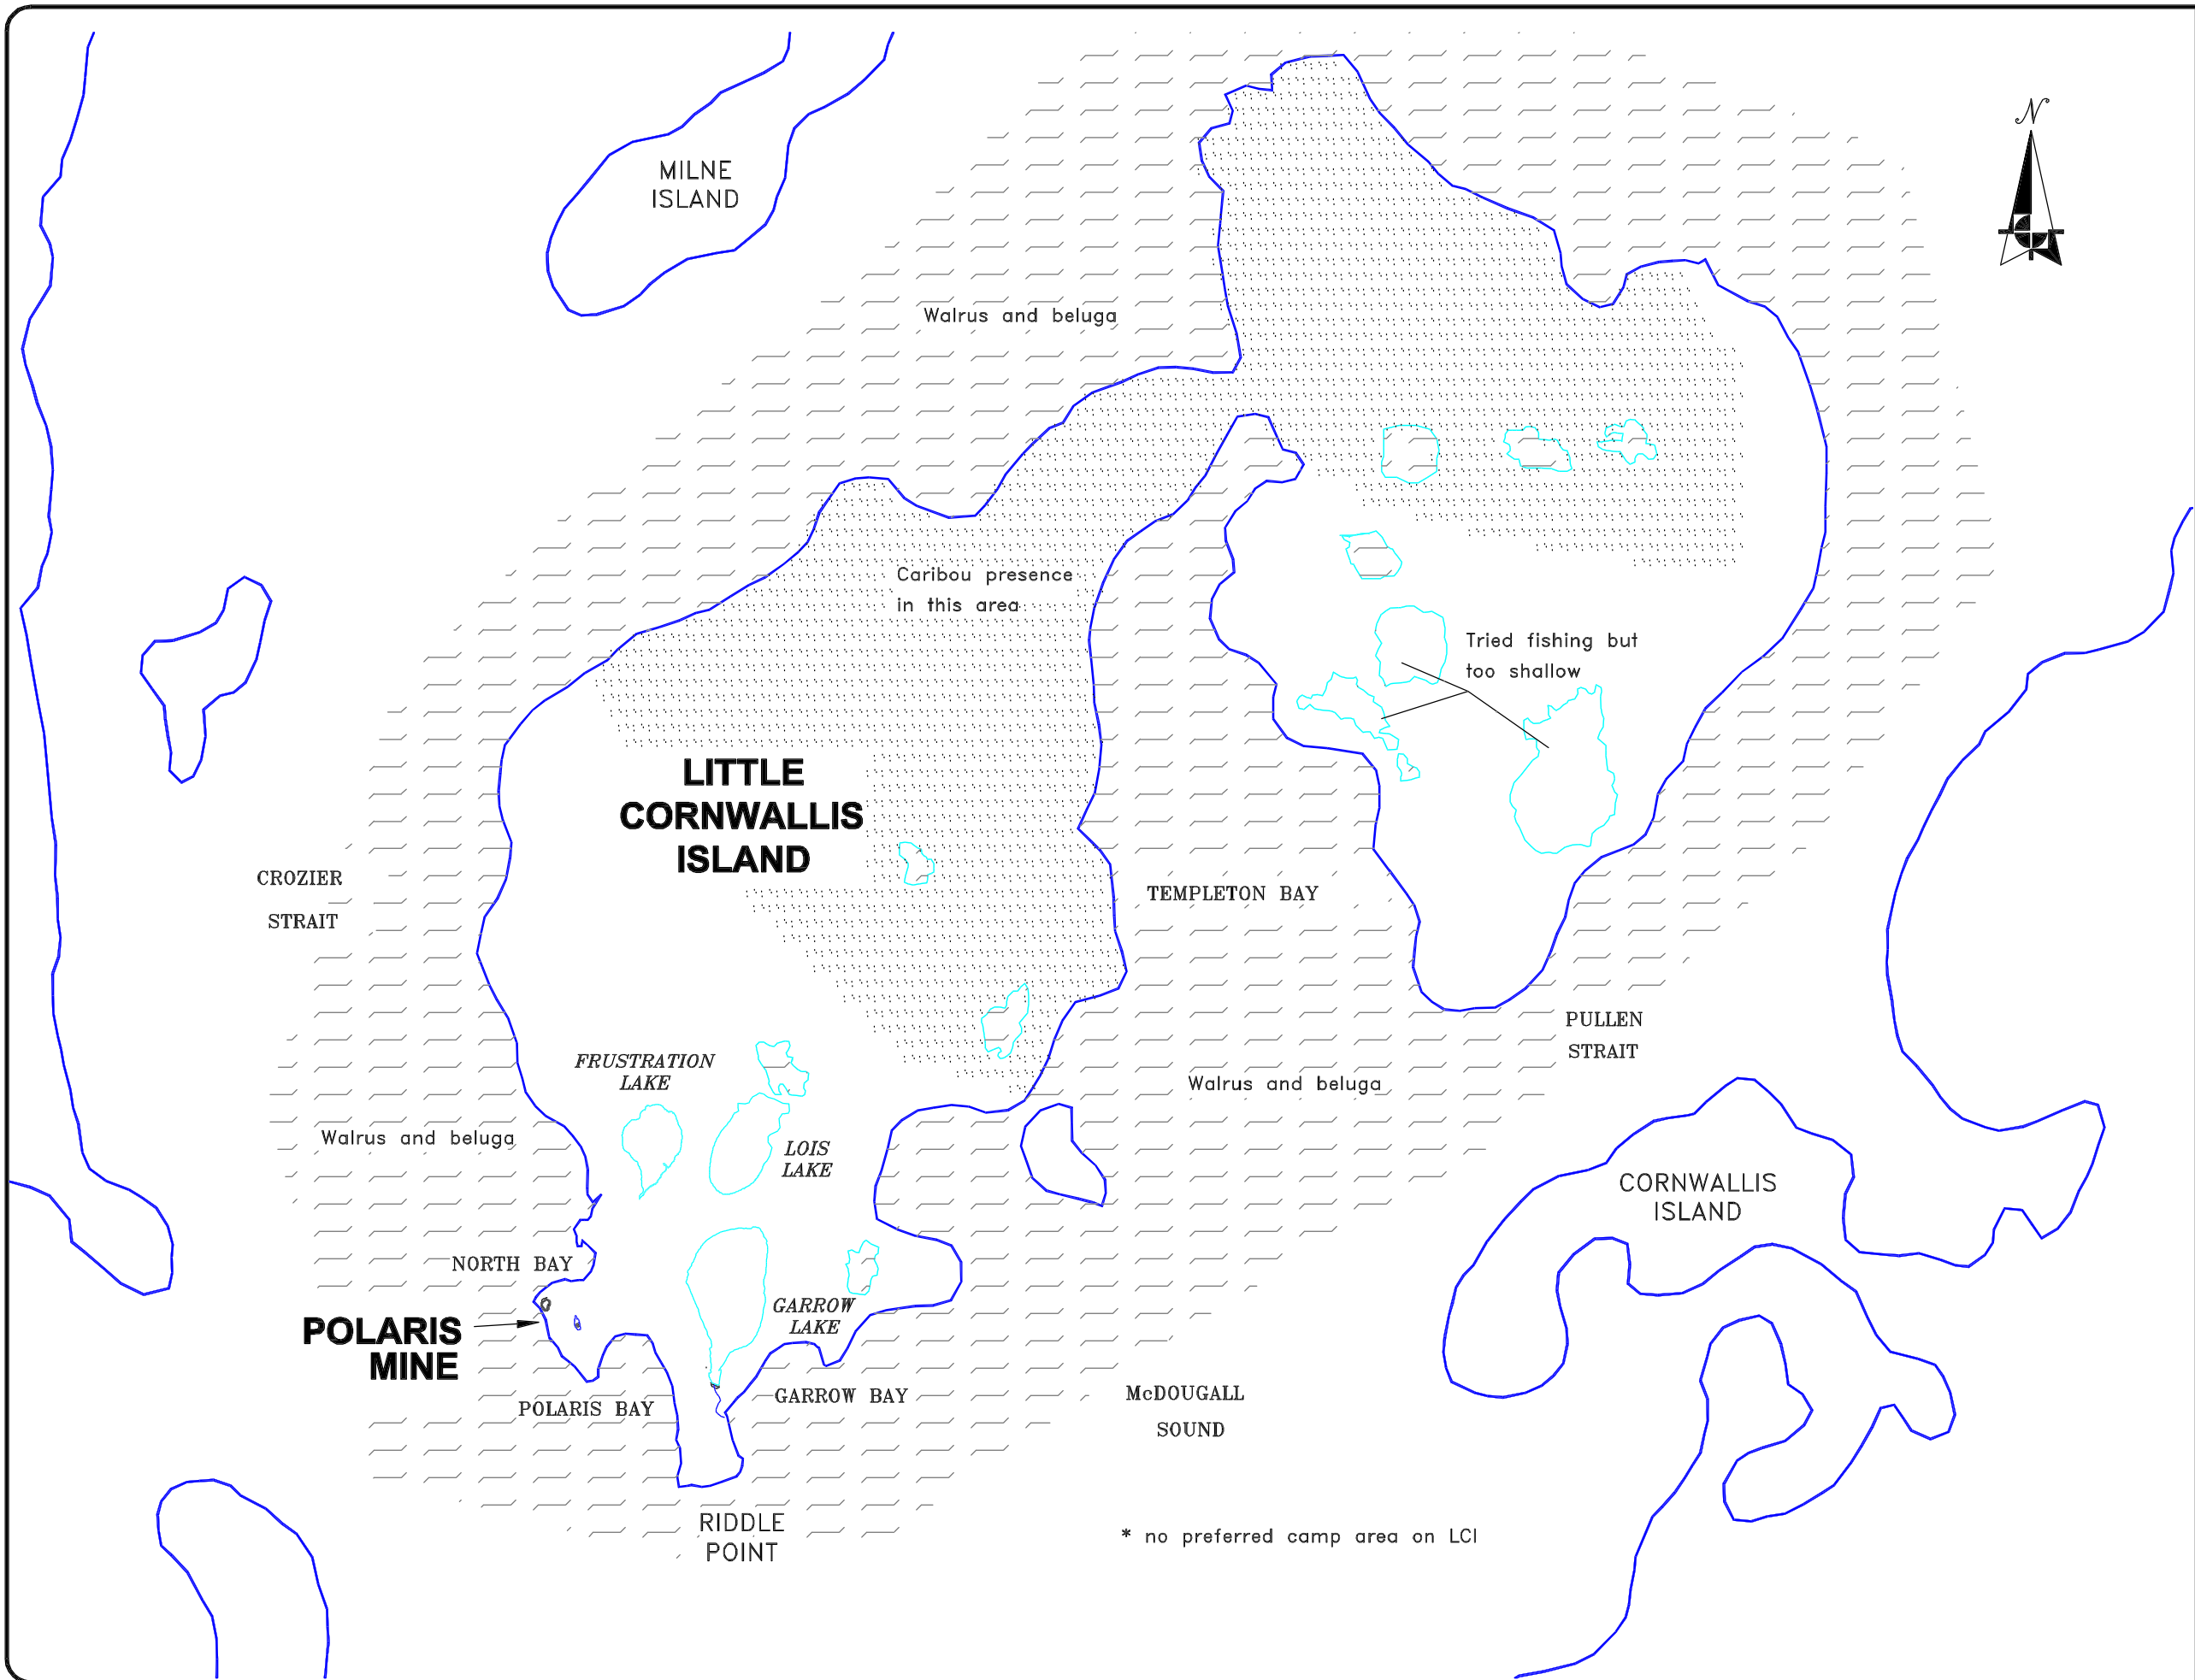 N
MILNE
ISLAND
Walrus and beluga
Caribou presence
in this area
Tried fishing but
too shallow
LITTLE
CORNWALLIS
ISLAND
CROZIER
STRAIT
TEMPLETON BAY
PULLEN
STRAIT
FRUSTRATION
LAKE
Walrus and beluga
Walrus and beluga
LOIS
LAKE
CORNWALLIS
ISLAND
NORTH BAY
GARROW
LAKE
POLARIS
MINE
GARROW BAY
McDOUGALL
SOUND
POLARIS BAY
RIDDLE
POINT
* no preferred camp area on LCI